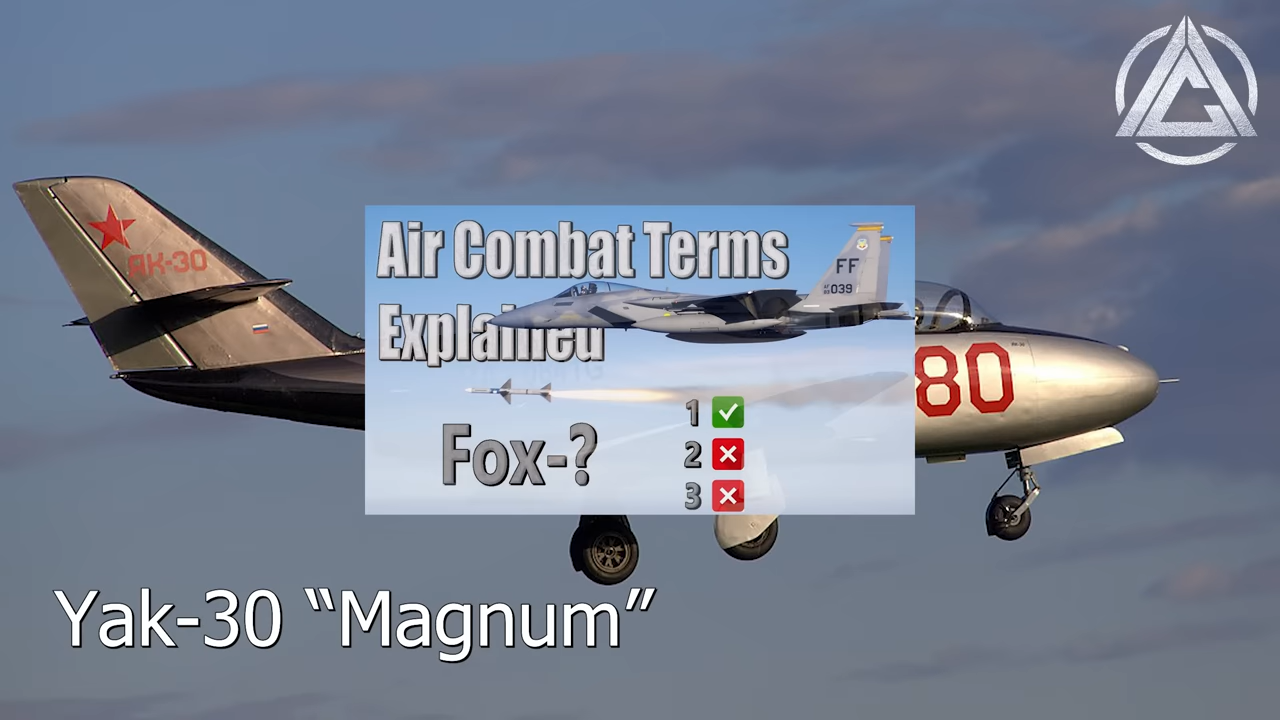 ЯК-30
Air Combat Terms
Explained
FF
039
80
Fox-?
1
2
3
Yak-30 “Magnum”